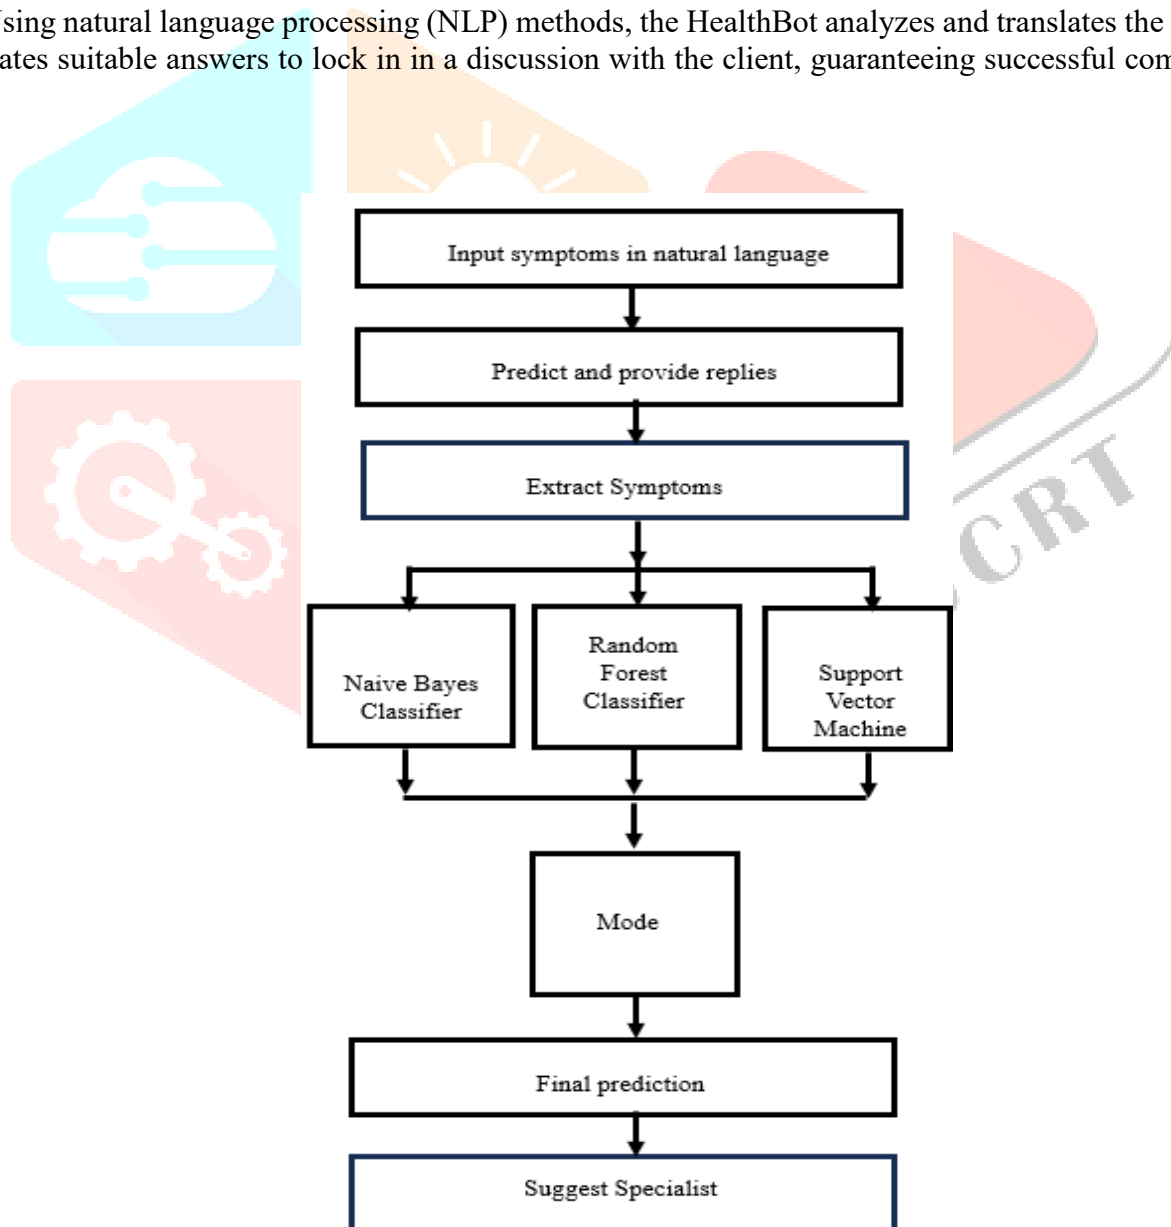 sing natural language processing (NLP) methods, the HealthBot analyzes and translates the
ates suitable answers to lock in in a discussion with the client, guaranteeing successful com
Input symptoms in natural language
Predict and provide replies
Extract Symptoms
Naive Bayes
Classifier
Random
Forest
Classifier
Support
Vector
Machine
Mode
Final prediction
Suggest Specialist
CRT